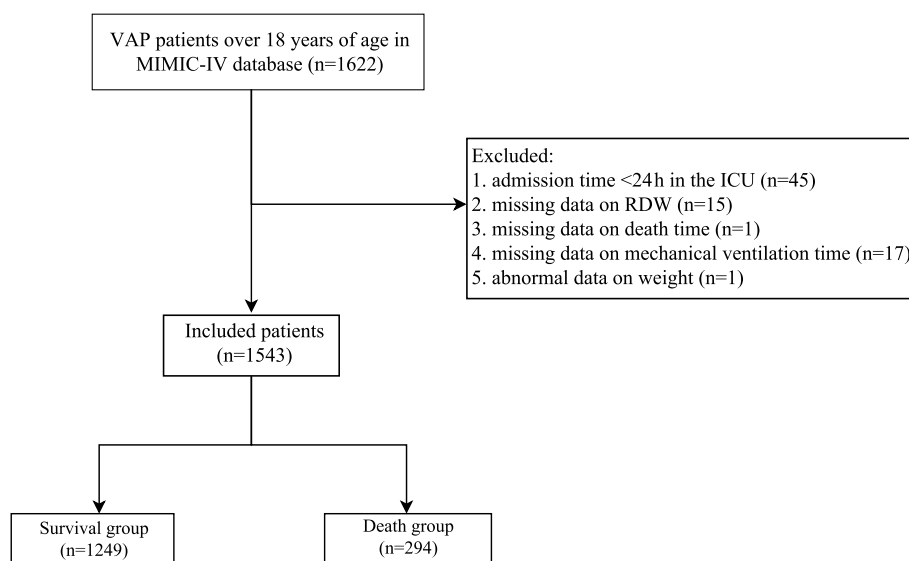 VAP patients over 18 years of age in
MIMIC-IV database (n=1622)
Excluded:
1. admission time <24h in the ICU (n=45)
2. missing data on RDW (n=15)
3. missing data on death time (n=1)
4. missing data on mechanical ventilation time (n=17)
5. abnormal data on weight (n=1)
Included patients
(n=1543)
Survival group
(n=1249)
Death group
(n=294)